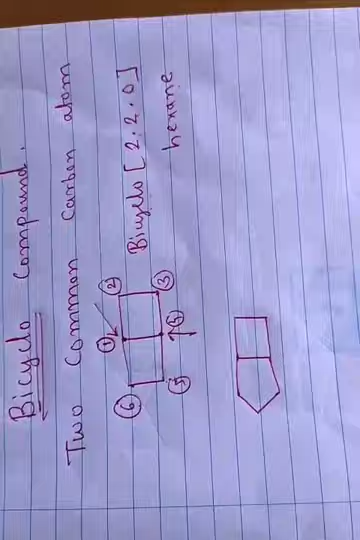 Bicyclo Compound.
Two Common Carbon atom
① ② ③ ④ ⑤ ⑥
Bicyclo [2.2.0]
hexane